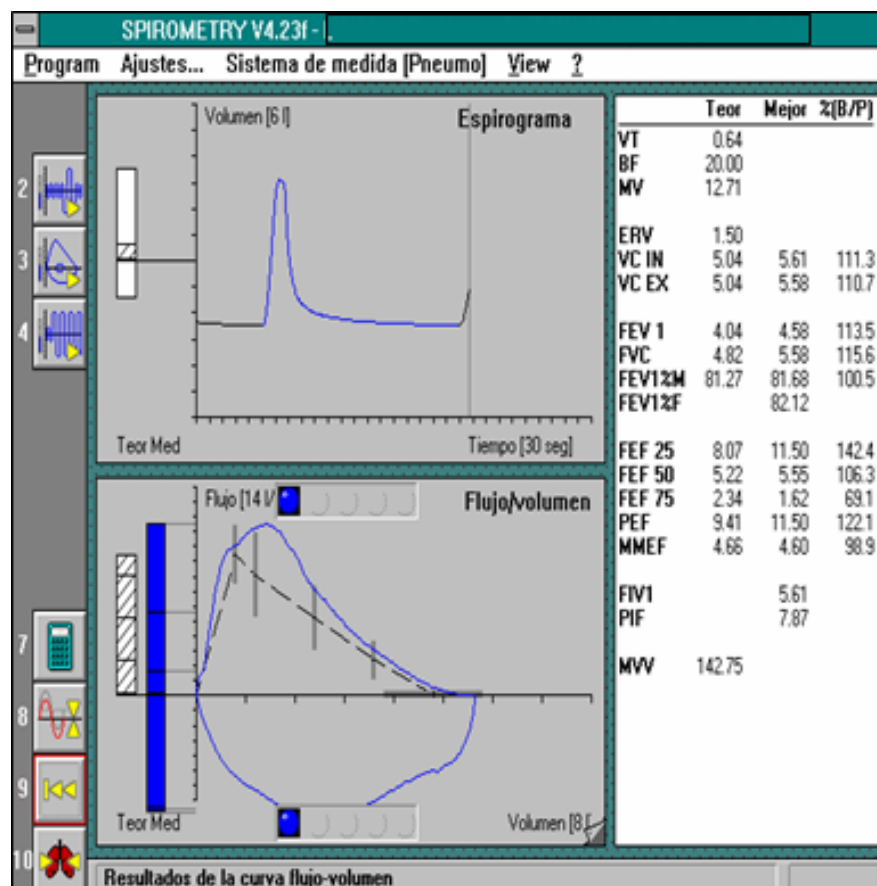 SPIROMETRY V4.23f -
Program Ajustes... Sistema de medida [Pneumo] View ?
2
3
4
7
8
9
10
Volumen [6 l]
Espirograma
Teor Med
Tiempo [30 seg]
Flujo [14 l/
Flujo/volumen
Teor Med
Volumen [8 l
Teor Mejor %(B/P)
VT 0.64
BF 20.00
MV 12.71
ERV 1.50
VC IN 5.04 5.61 111.3
VC EX 5.04 5.58 110.7
FEV 1 4.04 4.58 113.5
FVC 4.82 5.58 115.6
FEV1%M 81.27 81.68 100.5
FEV1%F 82.12
FEF 25 8.07 11.50 142.4
FEF 50 5.22 5.55 106.3
FEF 75 2.34 1.62 69.1
PEF 9.41 11.50 122.1
MMEF 4.66 4.60 98.9
FIV1 5.61
PIF 7.87
MVV 142.75
Resultados de la curva flujo-volumen